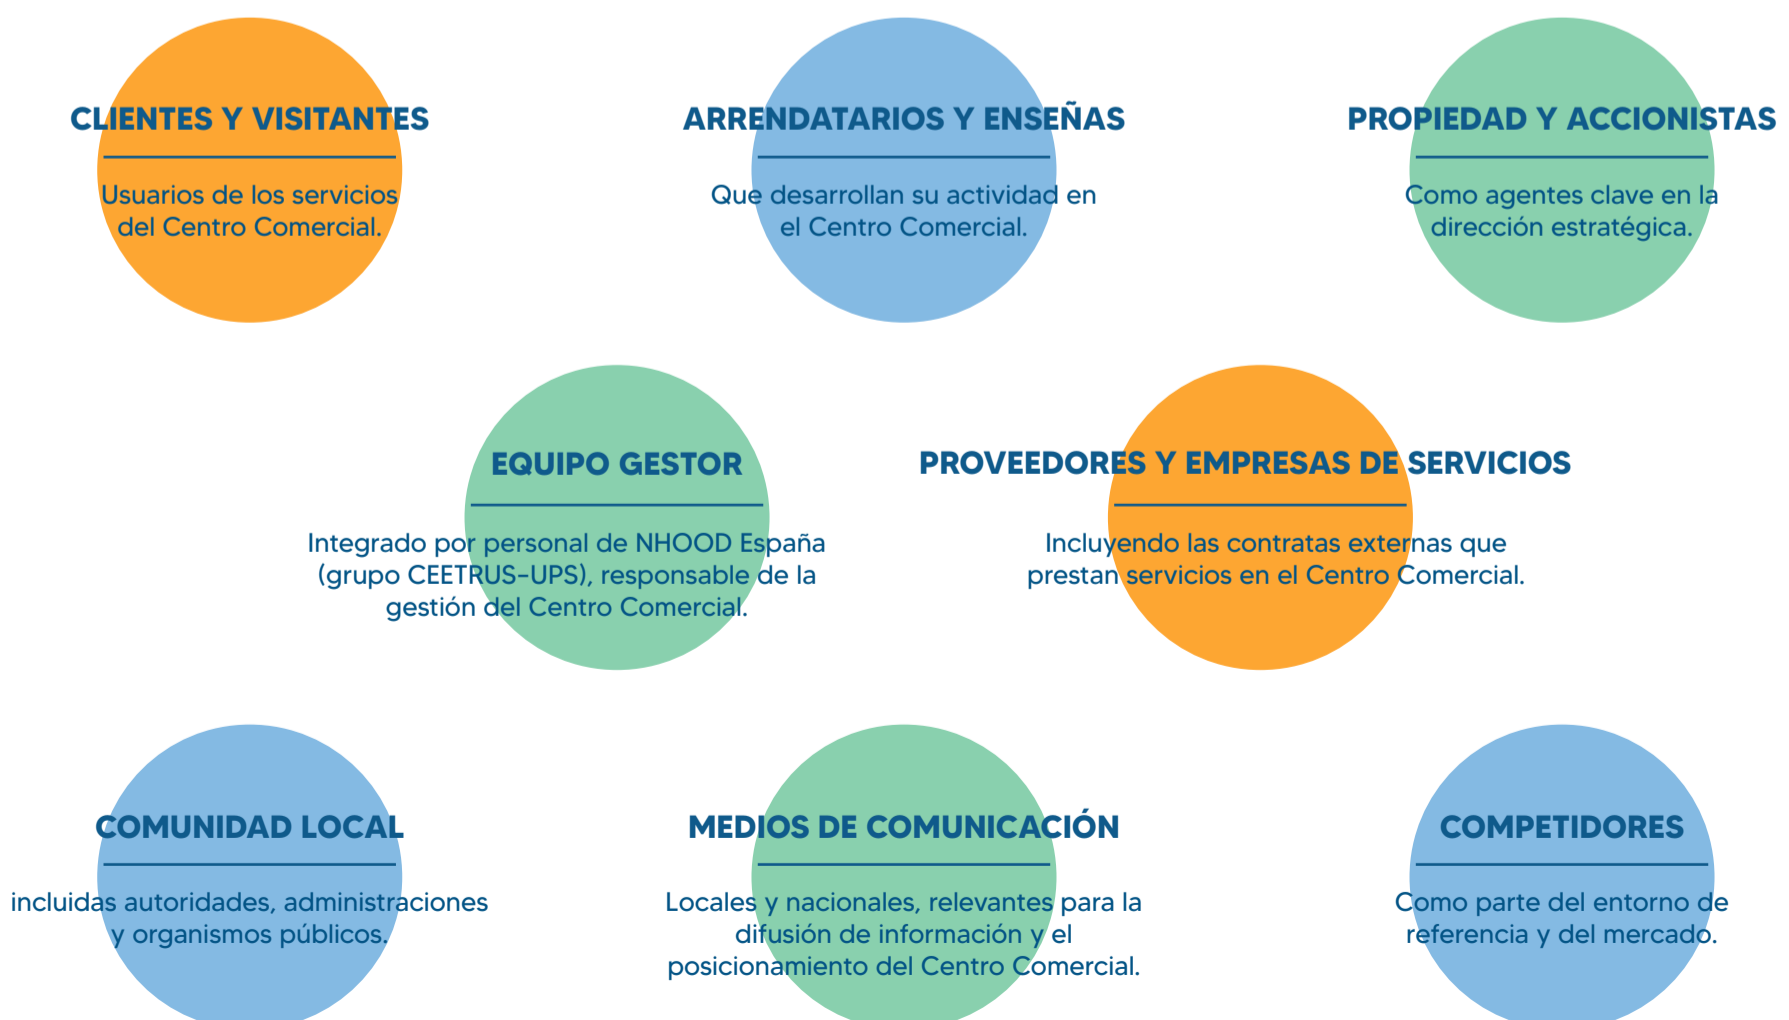 CLIENTES Y VISITANTES
Usuarios de los servicios
del Centro Comercial.
ARRENDATARIOS Y ENSEÑAS
Que desarrollan su actividad en
el Centro Comercial.
PROPIEDAD Y ACCIONISTAS
Como agentes clave en la
dirección estratégica.
EQUIPO GESTOR
Integrado por personal de NHOOD España
(grupo CEETRUS-UPS), responsable de la
gestión del Centro Comercial.
PROVEEDORES Y EMPRESAS DE SERVICIOS
Incluyendo las contratas externas que
prestan servicios en el Centro Comercial.
COMUNIDAD LOCAL
incluidas autoridades, administraciones
y organismos públicos.
MEDIOS DE COMUNICACIÓN
Locales y nacionales, relevantes para la
difusión de información y el
posicionamiento del Centro Comercial.
COMPETIDORES
Como parte del entorno de
referencia y del mercado.